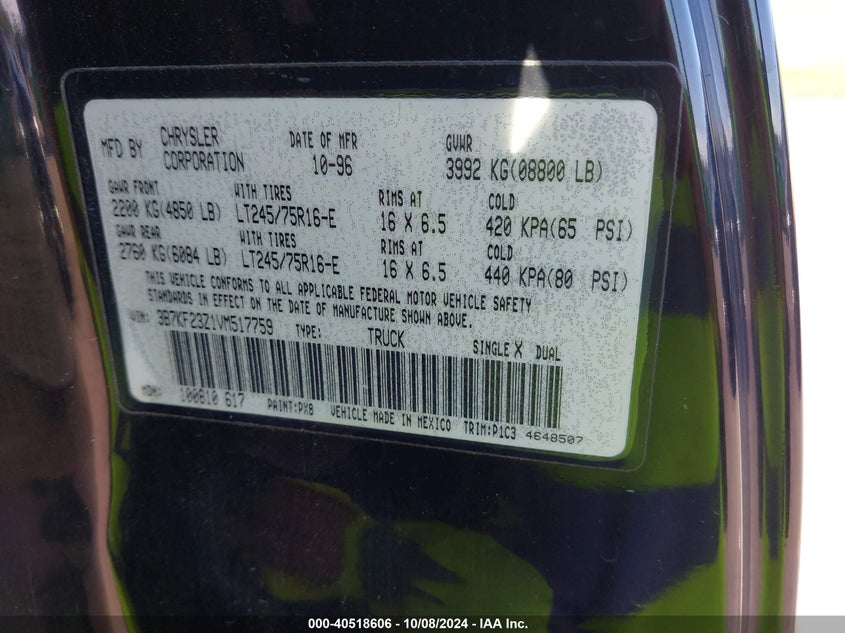 MFD BY CHRYSLER CORPORATION DATE OF MFR 10-96 GVWR 3992 KG(08800 LB)
GAWR FRONT WITH TIRES RIMS AT COLD
2200 KG(4850 LB) LT245/75R16-E 16 X 6.5 420 KPA(65 PSI)
GAWR REAR WITH TIRES RIMS AT COLD
2760 KG(6084 LB) LT245/75R16-E 16 X 6.5 440 KPA(80 PSI)
THIS VEHICLE CONFORMS TO ALL APPLICABLE FEDERAL MOTOR VEHICLE SAFETY
STANDARDS IN EFFECT ON THE DATE OF MANUFACTURE SHOWN ABOVE.
VIN: 3B7KF23Z1VM517759 TYPE: TRUCK SINGLE X DUAL
MDH: 100810 617 PAINT:PX8 VEHICLE MADE IN MEXICO TRIM:P1C3 4648507
000-40518606 - 10/08/2024 - IAA Inc.